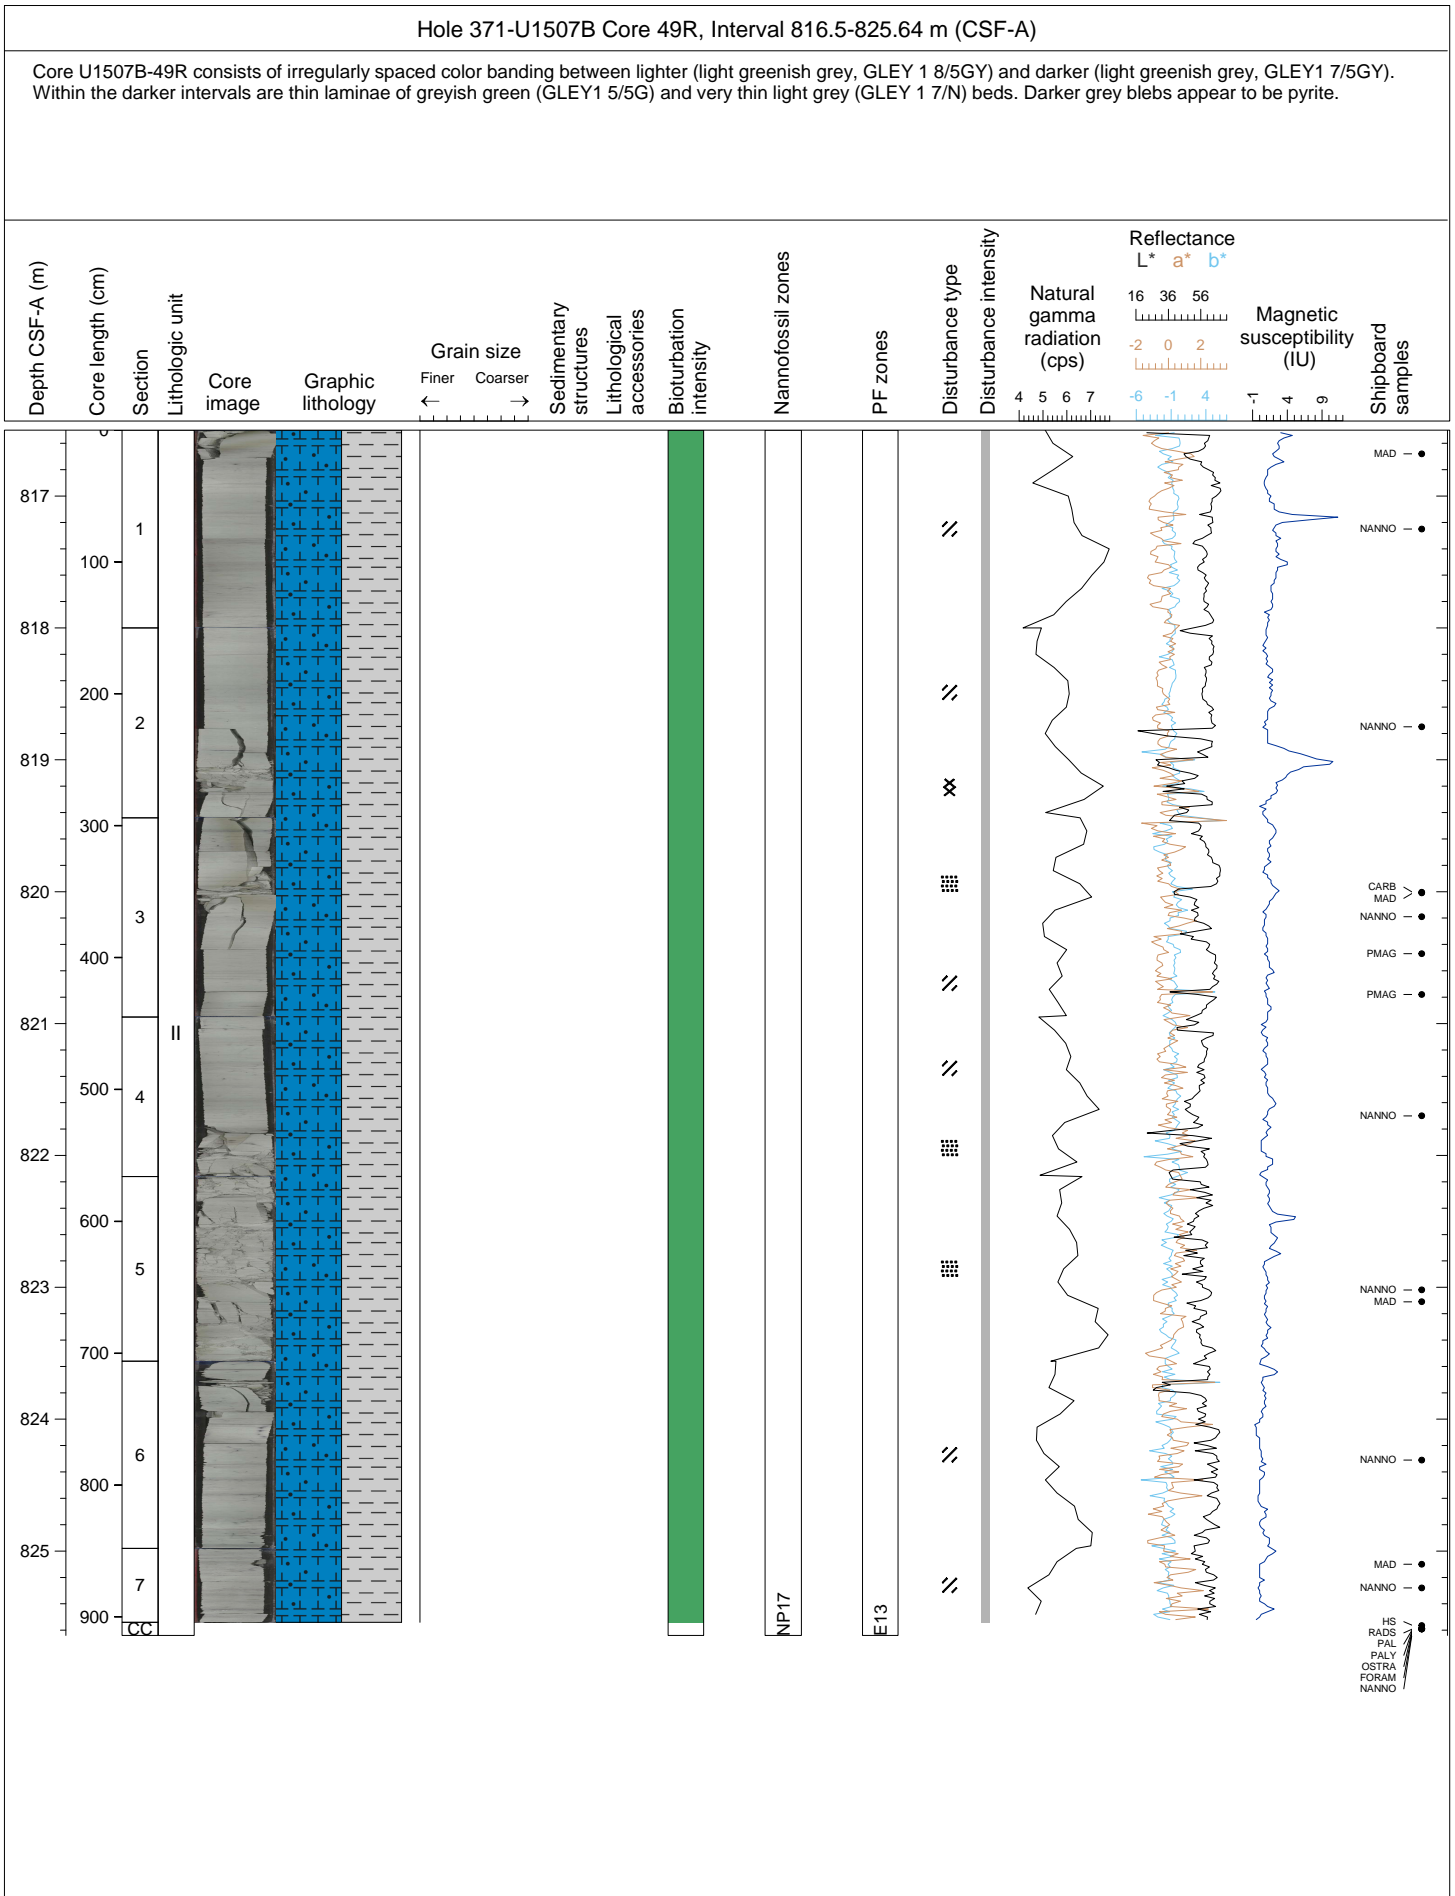 Hole 371-U1507B Core 49R, Interval 816.5-825.64 m (CSF-A)
Core U1507B-49R consists of irregularly spaced color banding between lighter (light greenish grey, GLEY 1 8/5GY) and darker (light greenish grey, GLEY1 7/5GY).
Within the darker intervals are thin laminae of greyish green (GLEY1 5/5G) and very thin light grey (GLEY 1 7/N) beds. Darker grey blebs appear to be pyrite.
Depth CSF-A (m)
Core length (cm)
Section
Lithologic unit
Core
image
Graphic
lithology
Grain size
Finer Coarser
← →
Sedimentary
structures
Lithological
accessories
Bioturbation
intensity
Nannofossil zones
PF zones
Disturbance type
Disturbance intensity
Natural
gamma
radiation
(cps)
4 5 6 7
Reflectance
L* a* b*
16 36 56
-2 0 2
-6 -1 4
Magnetic
susceptibility
(IU)
-1 4 9
Shipboard
samples
817
818
819
820
821
822
823
824
825
0
100
200
300
400
500
600
700
800
900
1
2
3
4
5
6
7
CC
II
NP17
E13
MAD
NANNO
NANNO
CARB
MAD
NANNO
PMAG
PMAG
NANNO
NANNO
MAD
NANNO
MAD
NANNO
HS
RADS
PAL
PALY
OSTRA
FORAM
NANNO